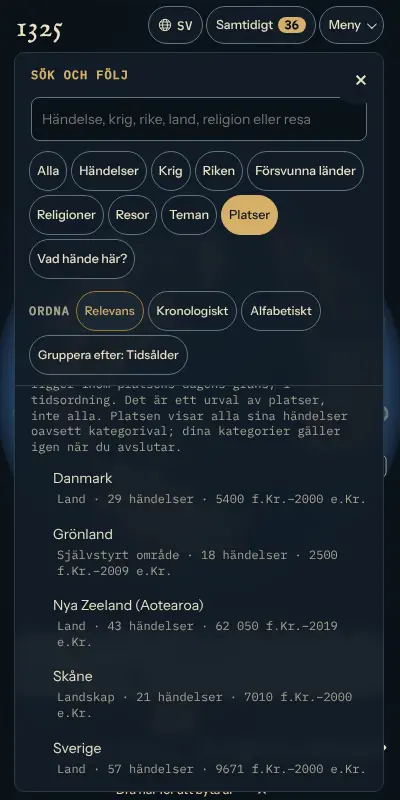 1325
SV
Samtidigt 36
Meny
SÖK OCH FÖLJ
×
Händelse, krig, rike, land, religion eller resa
Alla
Händelser
Krig
Riken
Försvunna länder
Religioner
Resor
Teman
Platser
Vad hände här?
ORDNA
Relevans
Kronologiskt
Alfabetiskt
Gruppera efter: Tidsålder
ligger inom platsens dagens gräns, i
tidsordning. Det är ett urval av platser,
inte alla. Platsen visar alla sina händelser
oavsett kategorival; dina kategorier gäller
igen när du avslutar.
Danmark
Land · 29 händelser · 5400 f.Kr.–2000 e.Kr.
Grönland
Självstyrt område · 18 händelser · 2500
f.Kr.–2009 e.Kr.
Nya Zeeland (Aotearoa)
Land · 43 händelser · 62 050 f.Kr.–2019
e.Kr.
Skåne
Landskap · 21 händelser · 7010 f.Kr.–2000
e.Kr.
Sverige
Land · 57 händelser · 9671 f.Kr.–2000 e.Kr.